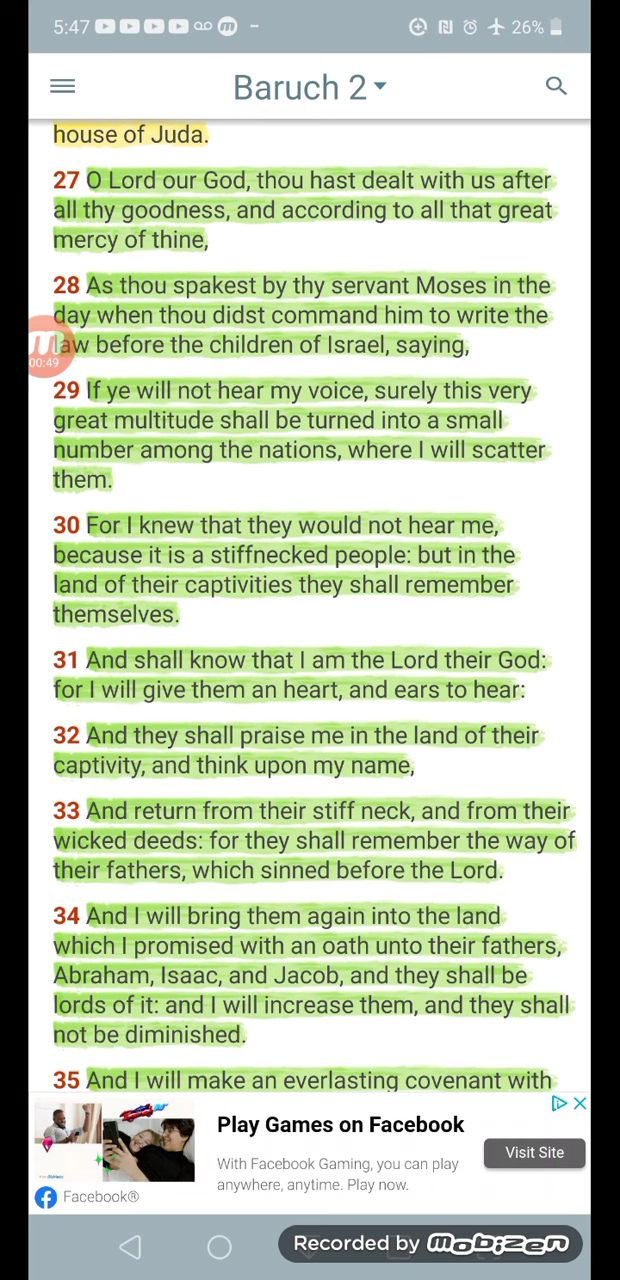 5:47
26%
Baruch 2
house of Juda.
27 O Lord our God, thou hast dealt with us after
all thy goodness, and according to all that great
mercy of thine,
28 As thou spakest by thy servant Moses in the
day when thou didst command him to write the
law before the children of Israel, saying,
00:49
29 If ye will not hear my voice, surely this very
great multitude shall be turned into a small
number among the nations, where I will scatter
them.
30 For I knew that they would not hear me,
because it is a stiffnecked people: but in the
land of their captivities they shall remember
themselves.
31 And shall know that I am the Lord their God:
for I will give them an heart, and ears to hear:
32 And they shall praise me in the land of their
captivity, and think upon my name,
33 And return from their stiff neck, and from their
wicked deeds: for they shall remember the way of
their fathers, which sinned before the Lord.
34 And I will bring them again into the land
which I promised with an oath unto their fathers,
Abraham, Isaac, and Jacob, and they shall be
lords of it: and I will increase them, and they shall
not be diminished.
35 And I will make an everlasting covenant with
Play Games on Facebook
With Facebook Gaming, you can play
anywhere, anytime. Play now.
Visit Site
Facebook®
Recorded by mobizen